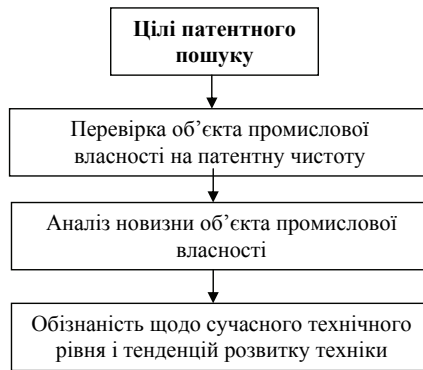 Цілі патентного
пошуку
Перевірка об’єкта промислової
власності на патентну чистоту
Аналіз новизни об’єкта промислової
власності
Обізнаність щодо сучасного технічного
рівня і тенденцій розвитку техніки